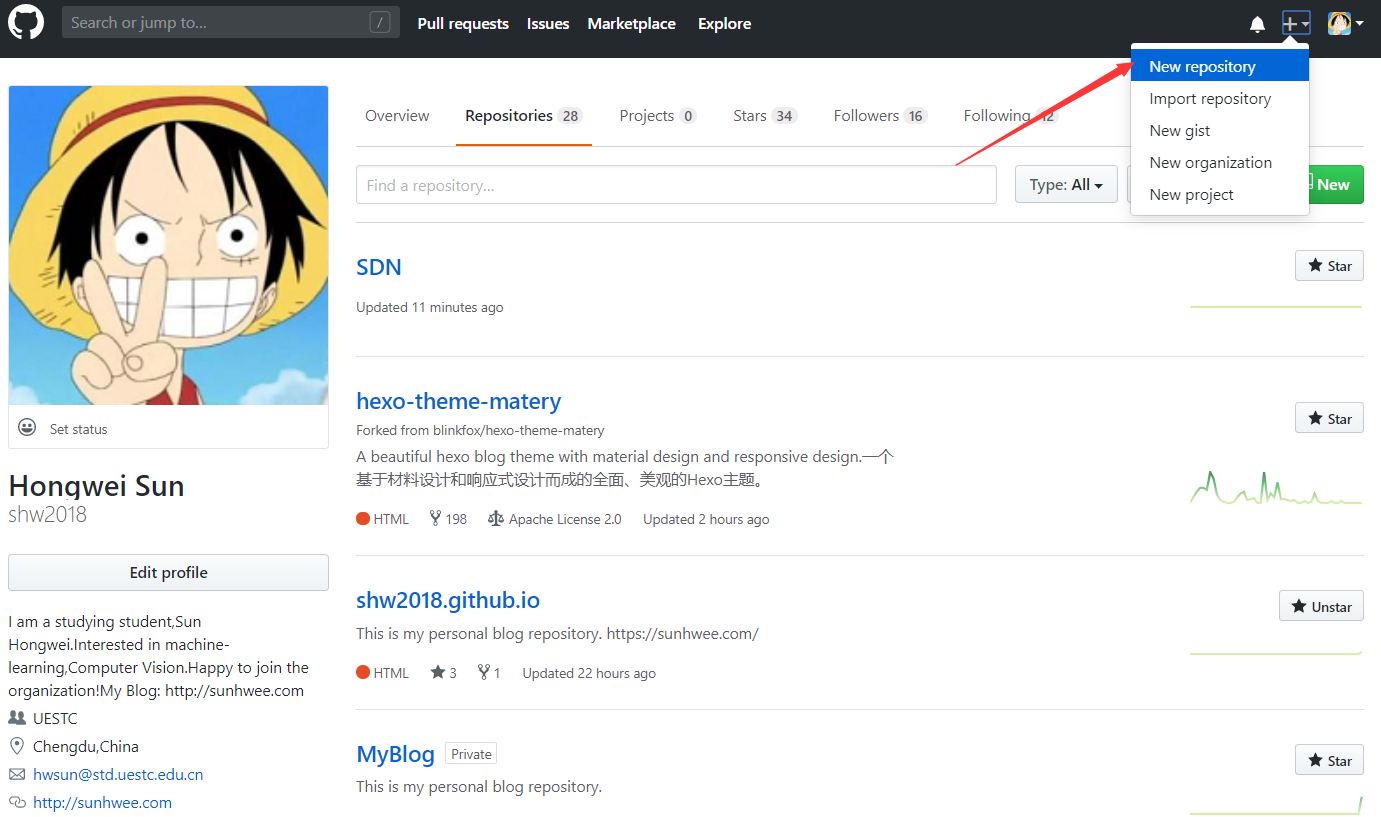 Search or jump to... /
Pull requests Issues Marketplace Explore
New repository
Import repository
New gist
New organization
New project
Overview Repositories 28 Projects 0 Stars 34 Followers 16 Following
Find a repository...
Type: All
New
Set status
Hongwei Sun
shw2018
Edit profile
I am a studying student,Sun
Hongwei.Interested in machine-
learning,Computer Vision.Happy to join the
organization!My Blog: http://sunhwee.com
UESTC
Chengdu,China
hwsun@std.uestc.edu.cn
http://sunhwee.com
SDN
Star
Updated 11 minutes ago
hexo-theme-matery
Star
Forked from blinkfox/hexo-theme-matery
A beautiful hexo blog theme with material design and responsive design.一个
基于材料设计和响应式设计而成的全面、美观的Hexo主题。
HTML 198 Apache License 2.0 Updated 2 hours ago
shw2018.github.io
Unstar
This is my personal blog repository. https://sunhwee.com/
HTML 3 1 Updated 22 hours ago
MyBlog Private
Star
This is my personal blog repository.